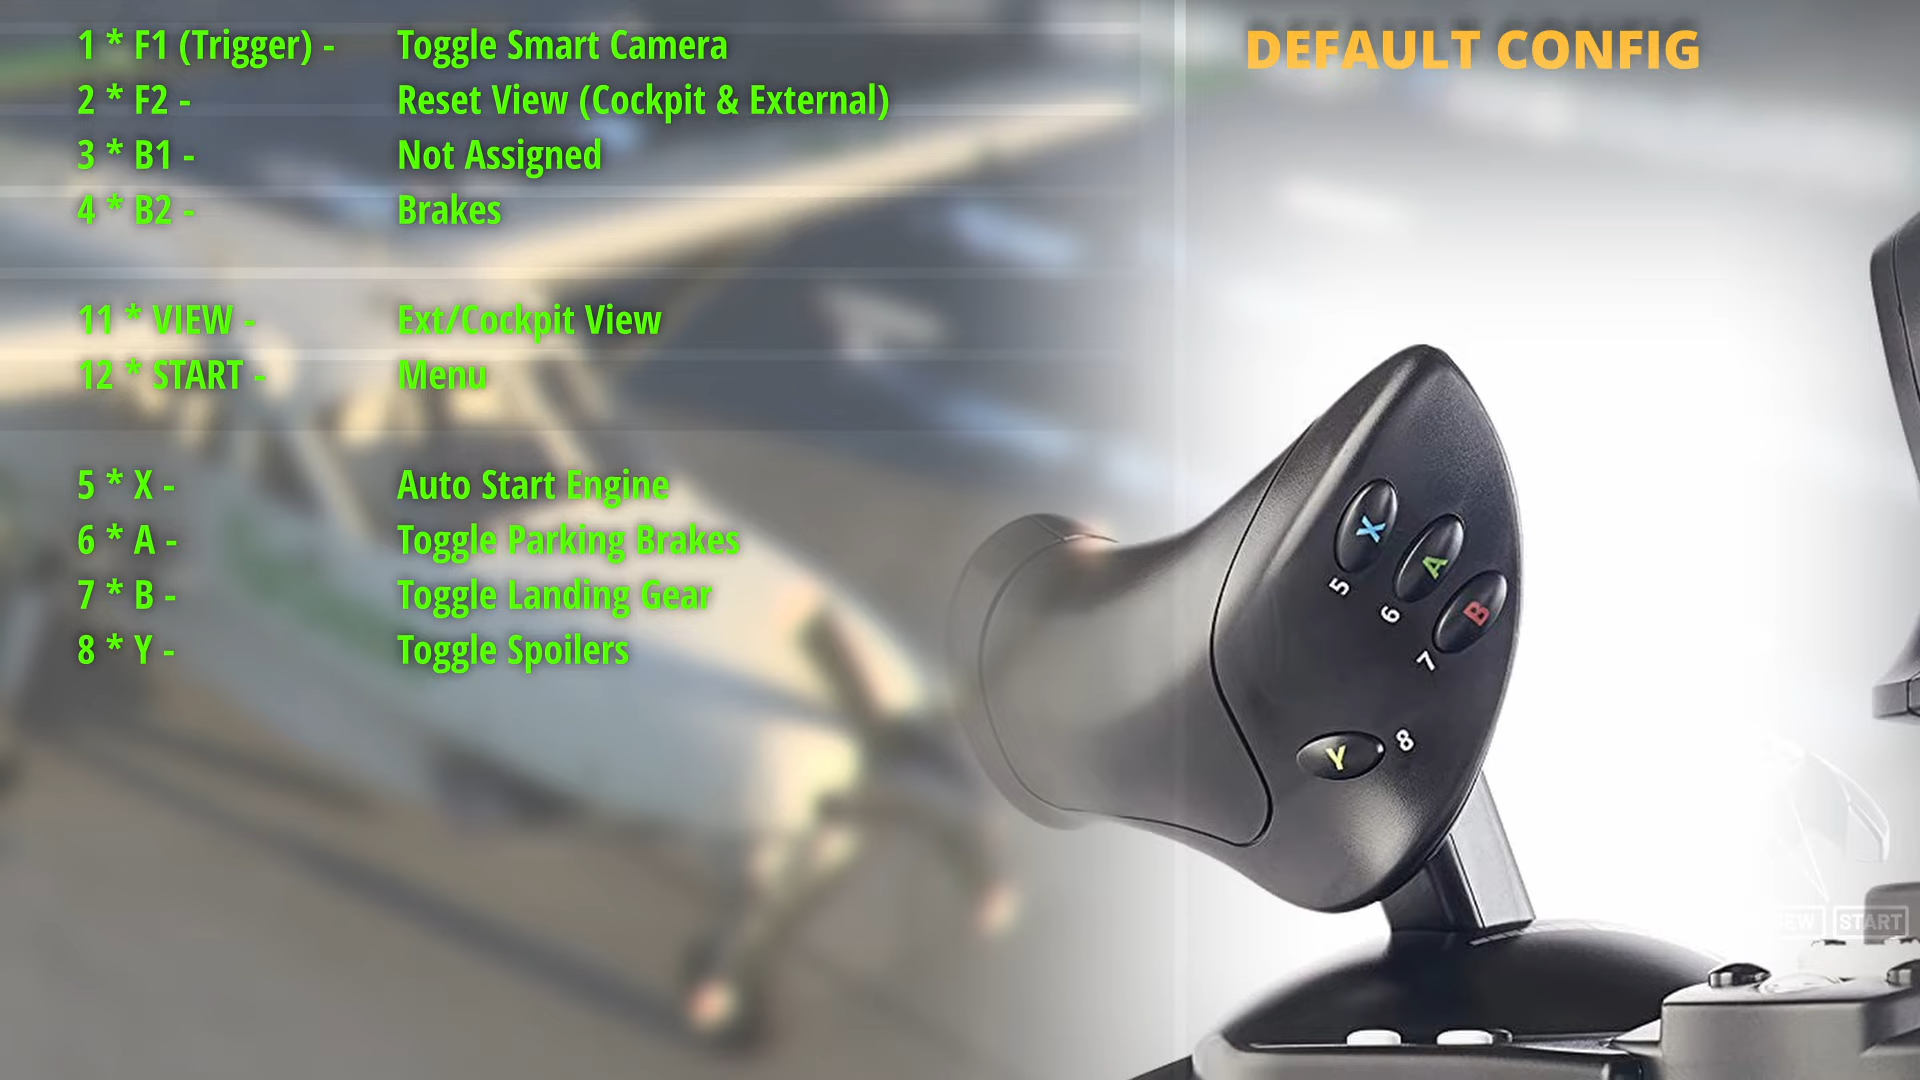 DEFAULT CONFIG
1 * F1 (Trigger) - Toggle Smart Camera
2 * F2 - Reset View (Cockpit & External)
3 * B1 - Not Assigned
4 * B2 - Brakes
11 * VIEW - Ext/Cockpit View
12 * START - Menu
5 * X - Auto Start Engine
6 * A - Toggle Parking Brakes
7 * B - Toggle Landing Gear
8 * Y - Toggle Spoilers
X
A
B
5
6
7
Y
8
START